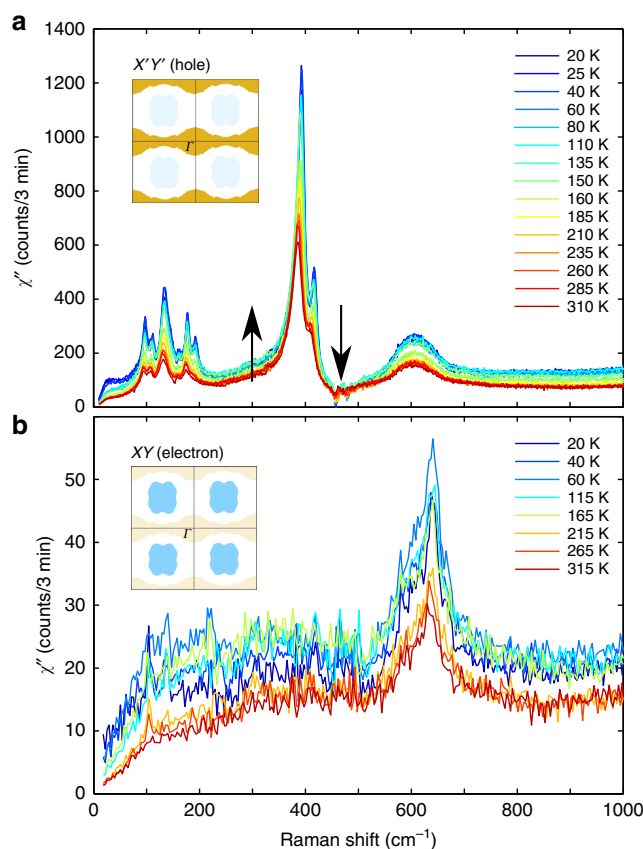 a
1400
1200
1000
800
600
400
200
0
χ″ (counts/3 min)
X′Y′ (hole)
Γ
20 K
25 K
40 K
60 K
80 K
110 K
135 K
150 K
160 K
185 K
210 K
235 K
260 K
285 K
310 K
b
50
40
30
20
10
0
χ″ (counts/3 min)
XY (electron)
Γ
20 K
40 K
60 K
115 K
165 K
215 K
265 K
315 K
0 200 400 600 800 1000
Raman shift (cm⁻¹)